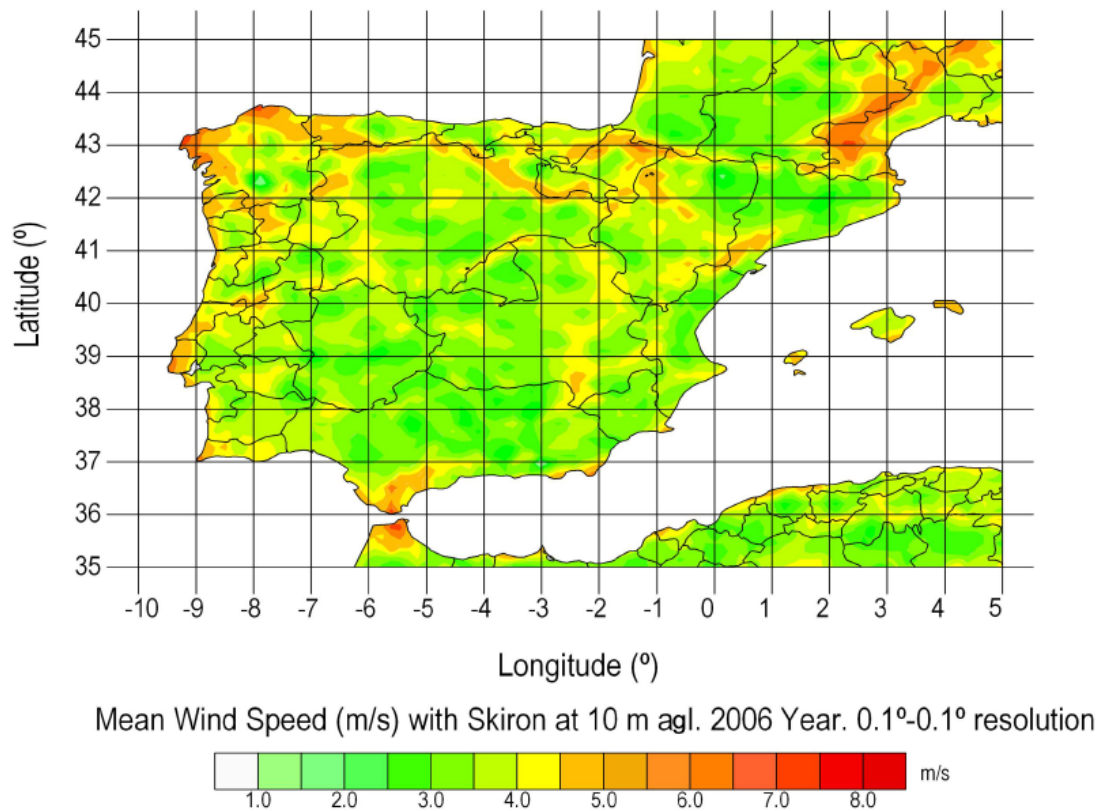 45
44
43
42
41
40
39
38
37
36
35
Latitude (º)
-10 -9 -8 -7 -6 -5 -4 -3 -2 -1 0 1 2 3 4 5
Longitude (º)
Mean Wind Speed (m/s) with Skiron at 10 m agl. 2006 Year. 0.1º-0.1º resolution
m/s
1.0 2.0 3.0 4.0 5.0 6.0 7.0 8.0